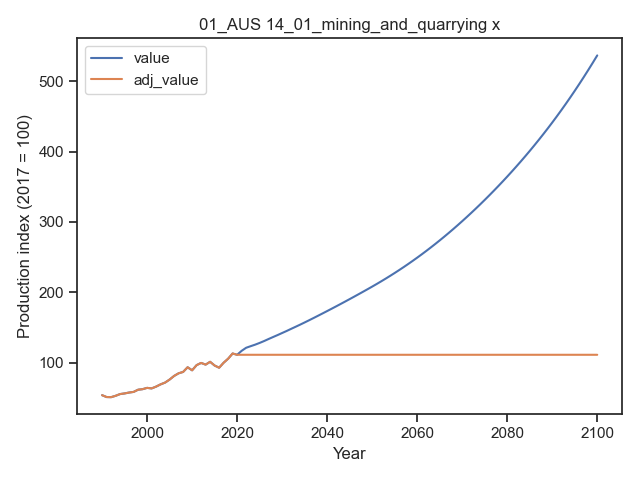 01_AUS 14_01_mining_and_quarrying x
value
adj_value
Production index (2017 = 100)
500
400
300
200
100
2000
2020
2040
2060
2080
2100
Year